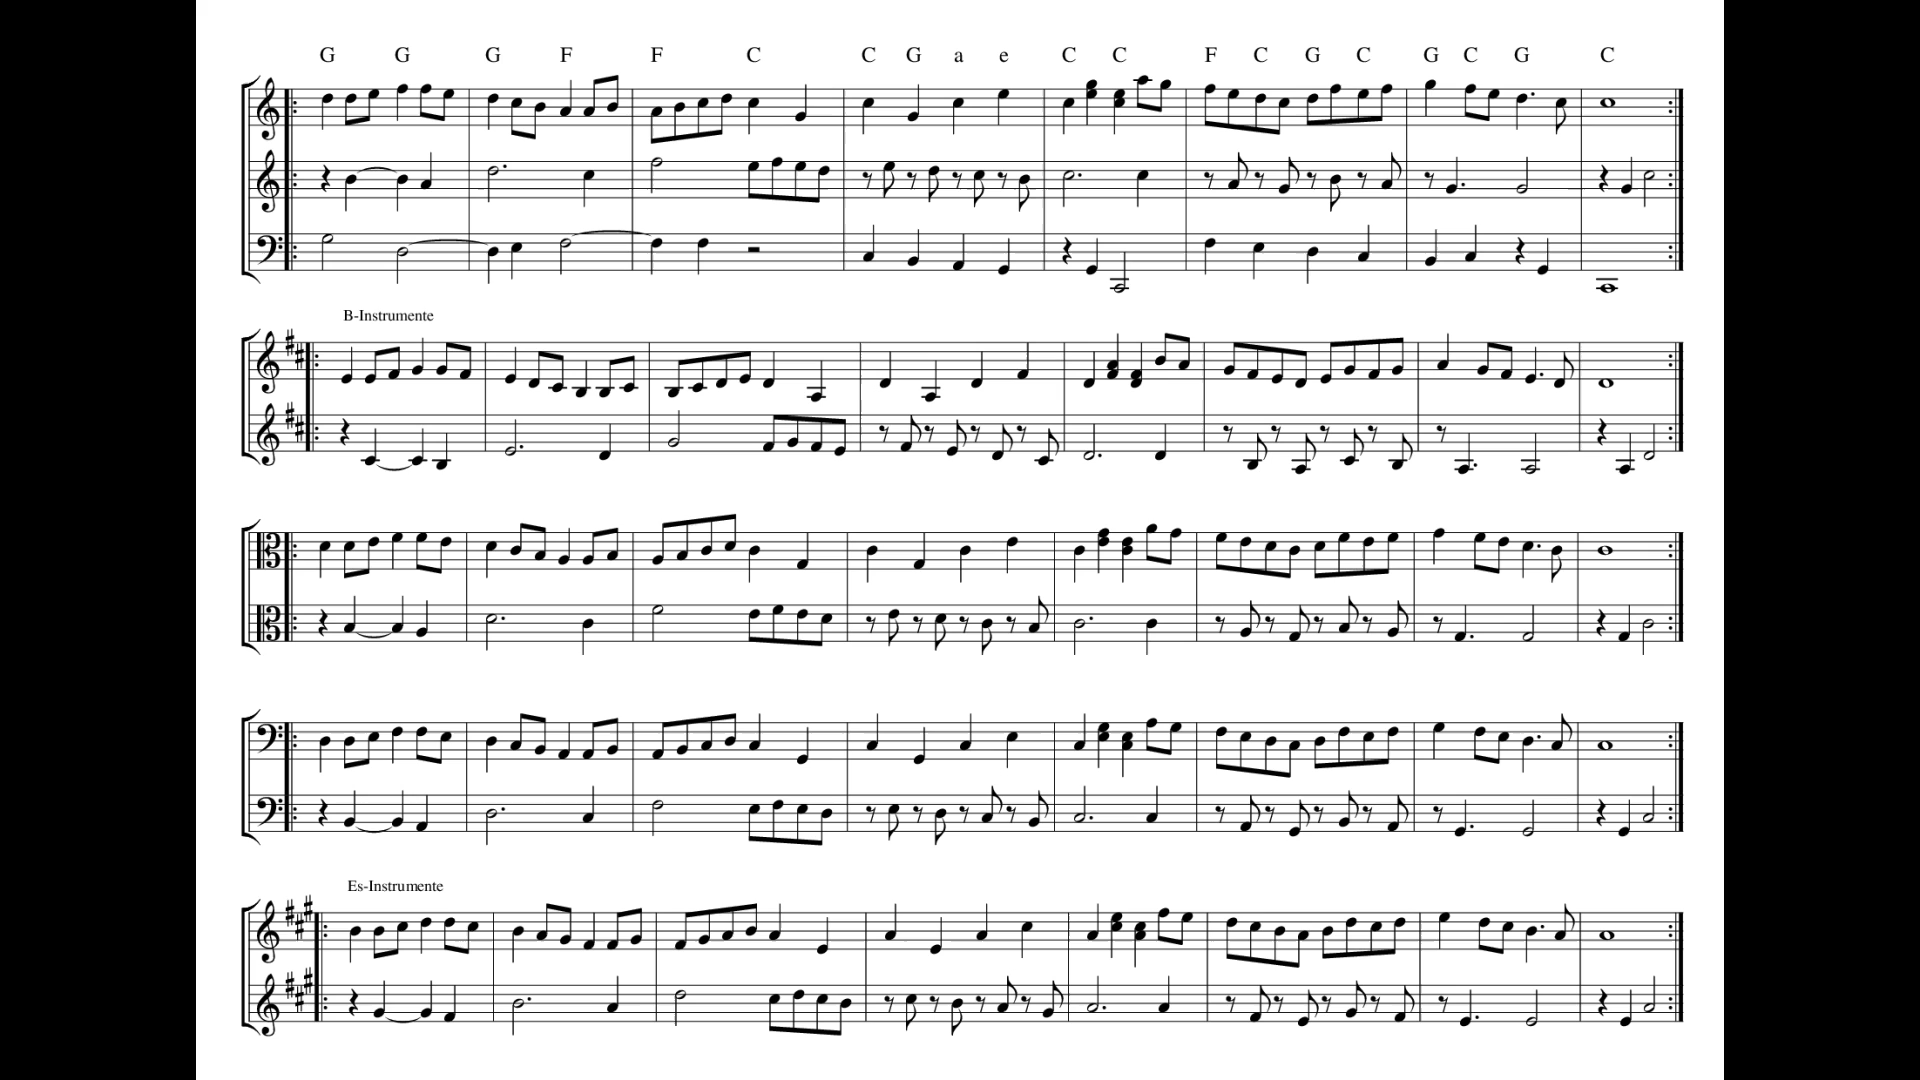 G G G F F C C G a e C C F C G C G C G C
B-Instrumente
Es-Instrumente